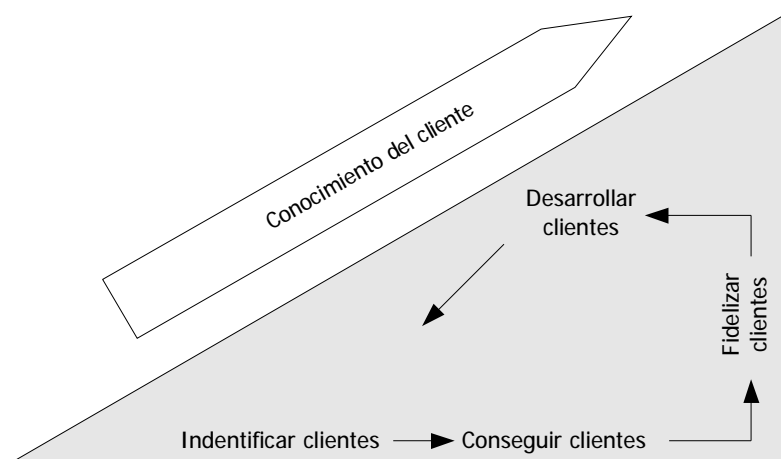 Conocimiento del cliente
Desarrollar
clientes
Fidelizar
clientes
Indentificar clientes
Conseguir clientes